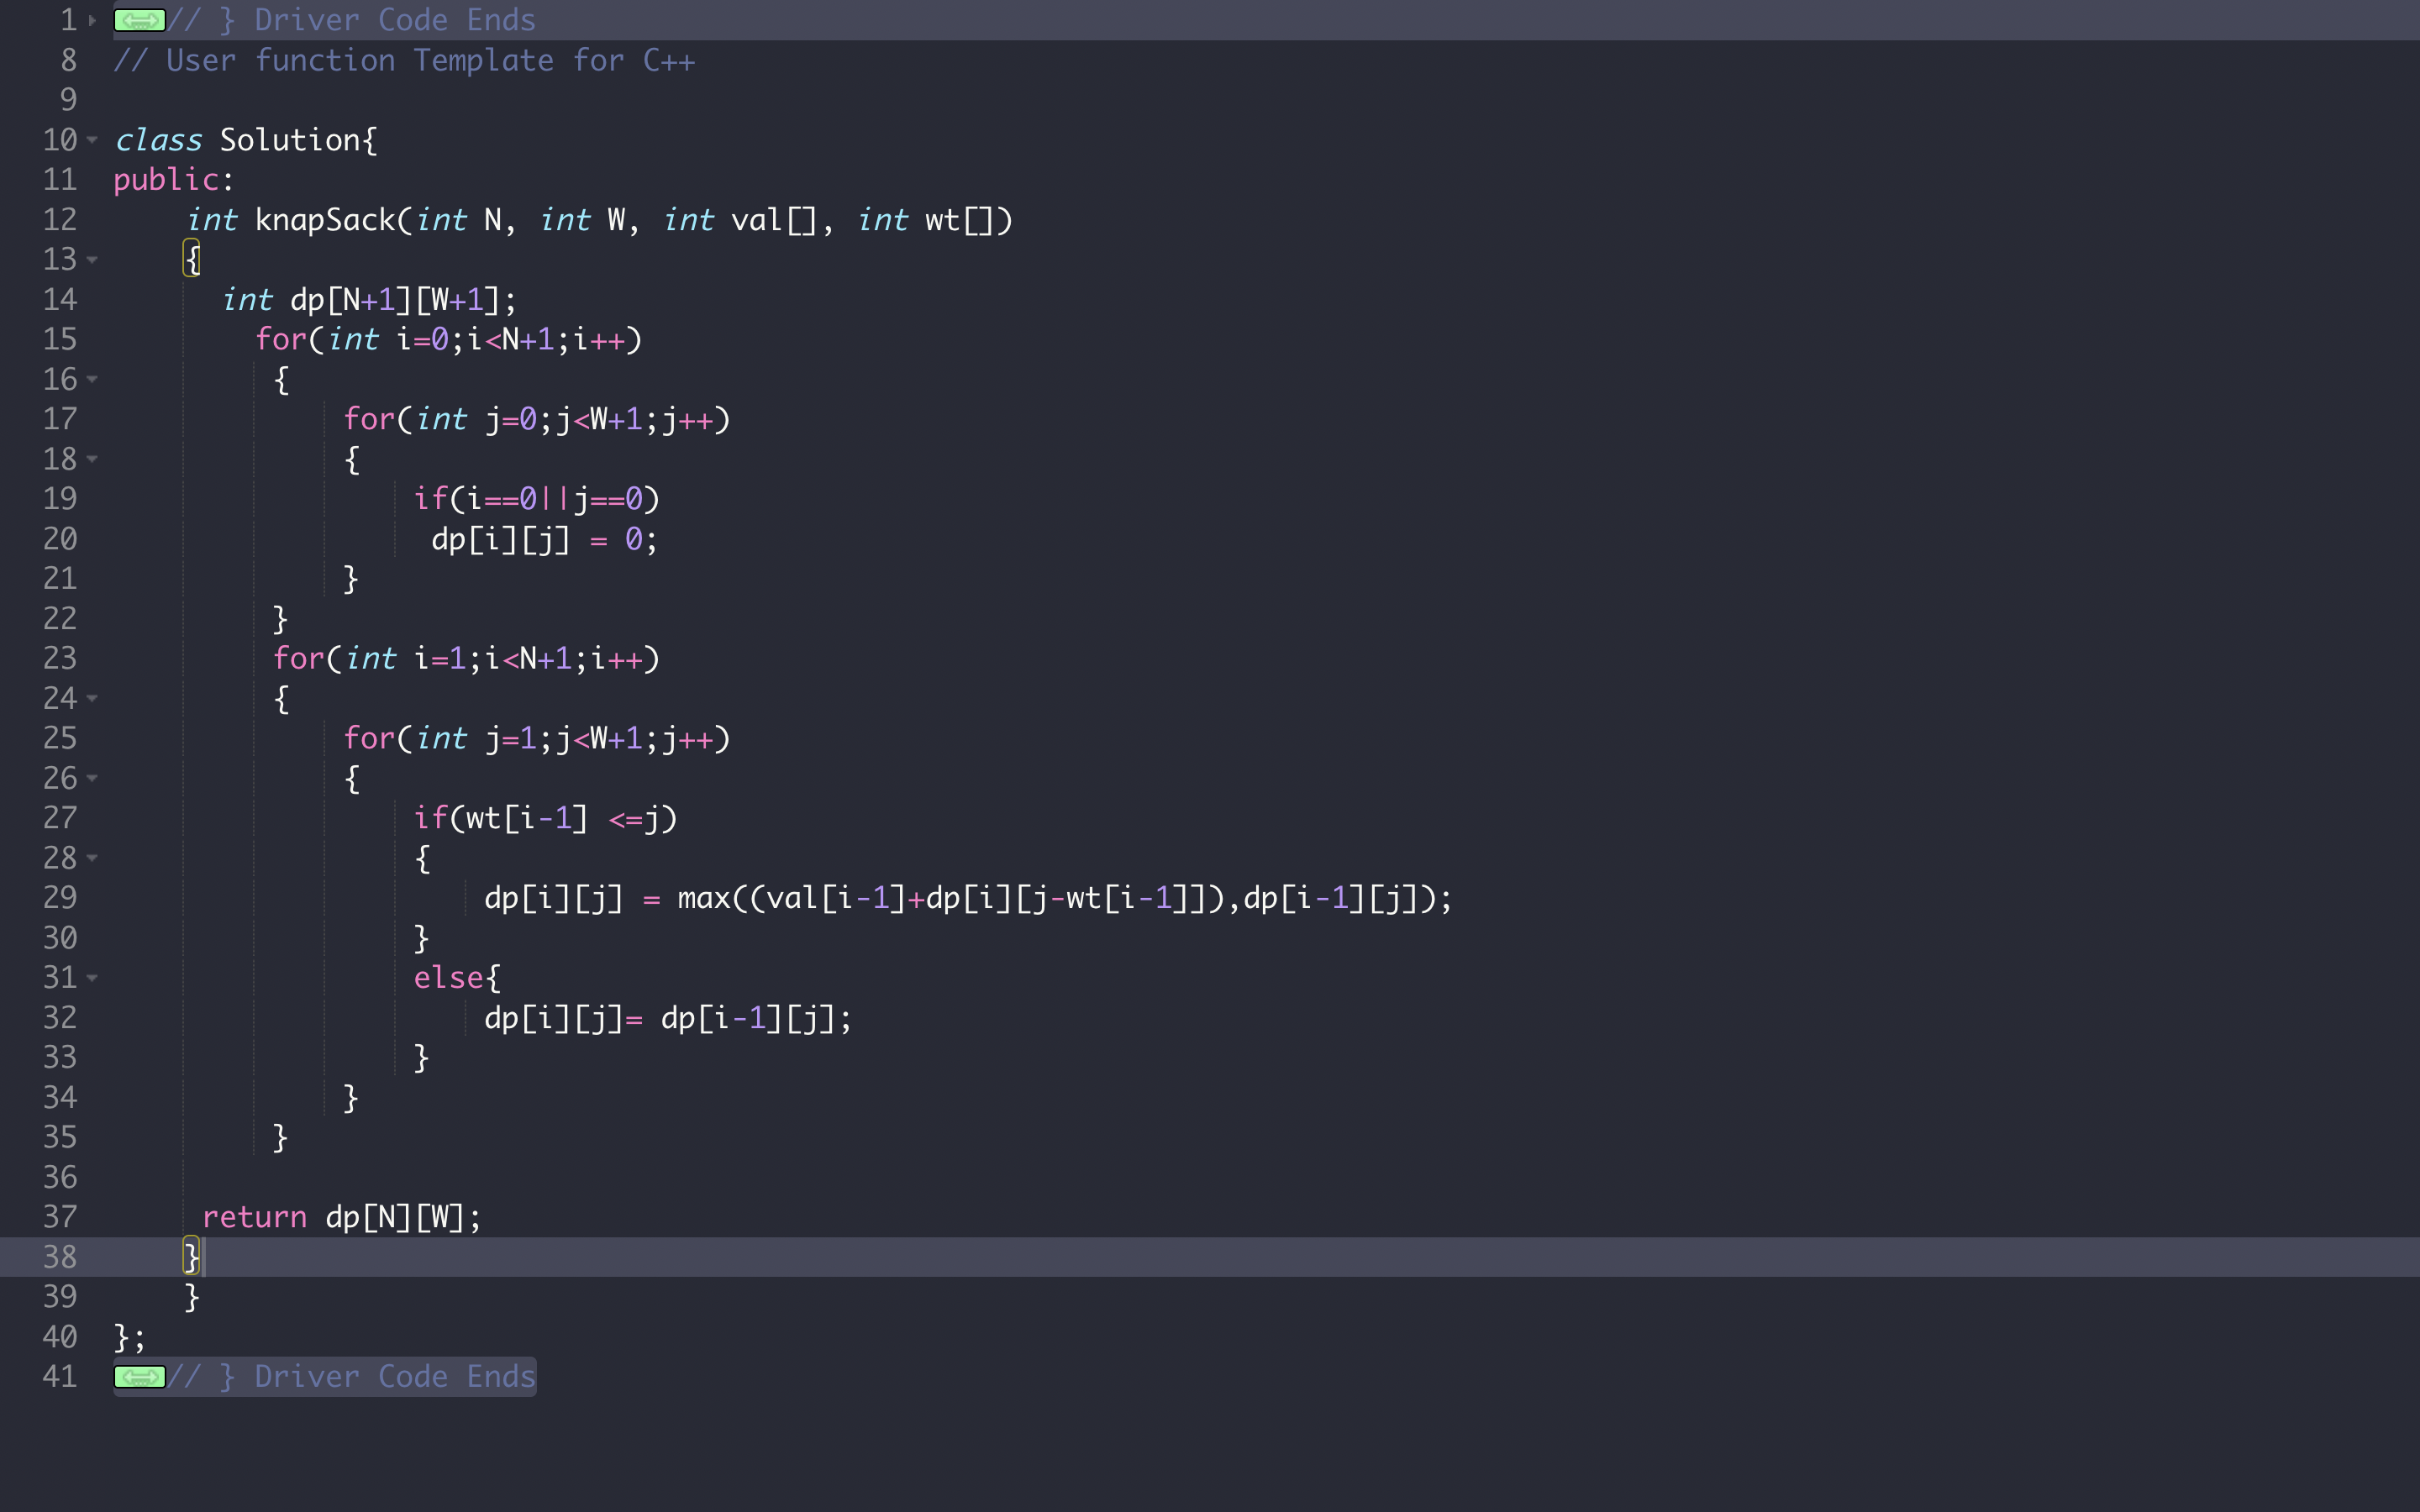 1 // } Driver Code Ends
8 // User function Template for C++
9
10 class Solution{
11 public:
12     int knapSack(int N, int W, int val[], int wt[])
13     {
14       int dp[N+1][W+1];
15         for(int i=0;i<N+1;i++)
16          {
17              for(int j=0;j<W+1;j++)
18              {
19                  if(i==0||j==0)
20                   dp[i][j] = 0;
21              }
22          }
23          for(int i=1;i<N+1;i++)
24          {
25              for(int j=1;j<W+1;j++)
26              {
27                  if(wt[i-1] <=j)
28                  {
29                      dp[i][j] = max((val[i-1]+dp[i][j-wt[i-1]]),dp[i-1][j]);
30                  }
31                  else{
32                      dp[i][j]= dp[i-1][j];
33                  }
34              }
35          }
36
37      return dp[N][W];
38     }
39     }
40 };
41 // } Driver Code Ends